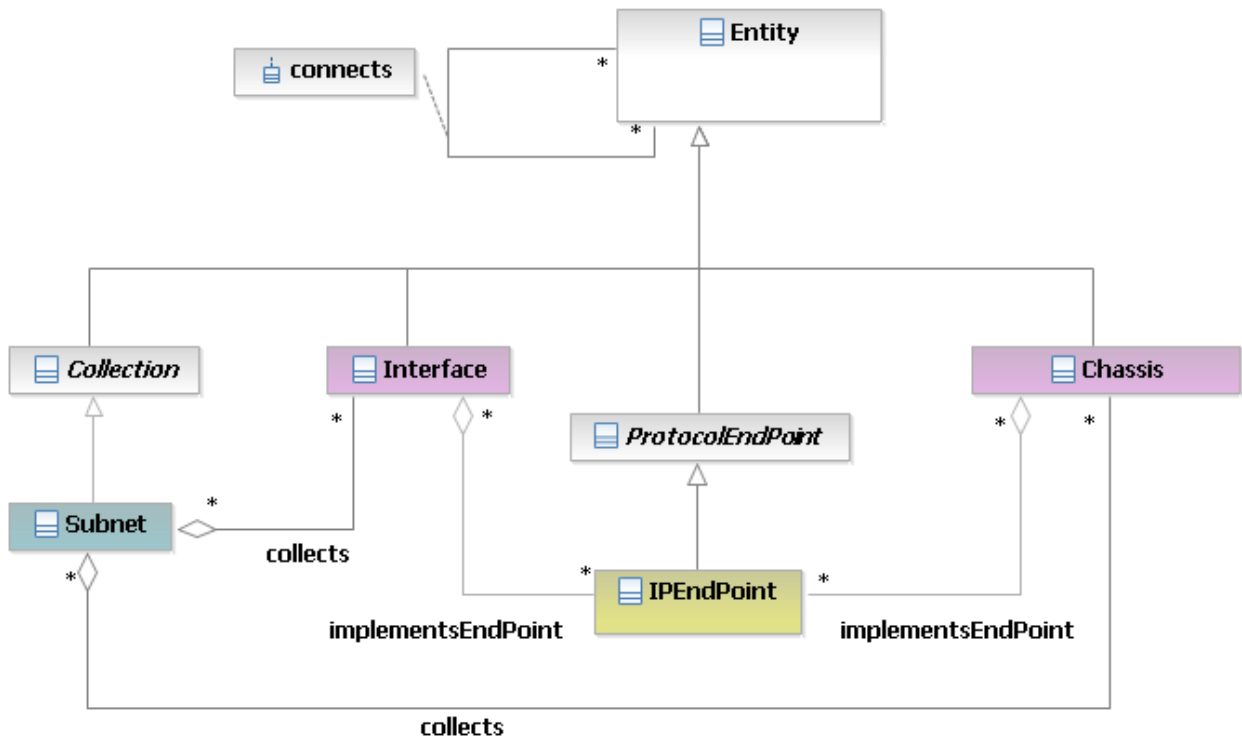 Entity
connects
*
*
Collection
Interface
Chassis
*
*
*
*
ProtocolEndPoint
Subnet
*
collects
*
*
IPEndPoint
*
implementsEndPoint
implementsEndPoint
collects